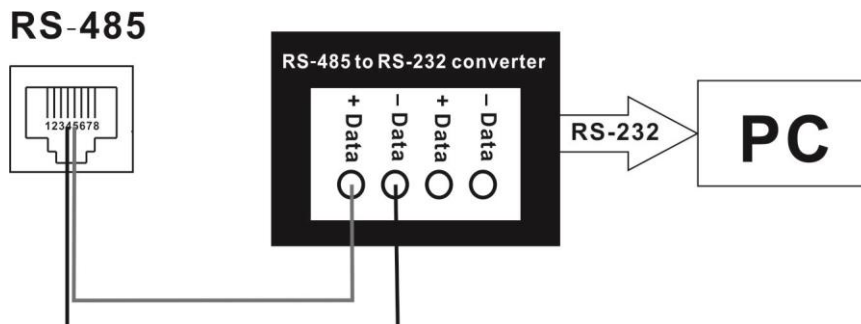 RS-485
RS-485 to RS-232 converter
12345678
+ Data
– Data
+ Data
– Data
RS-232
PC